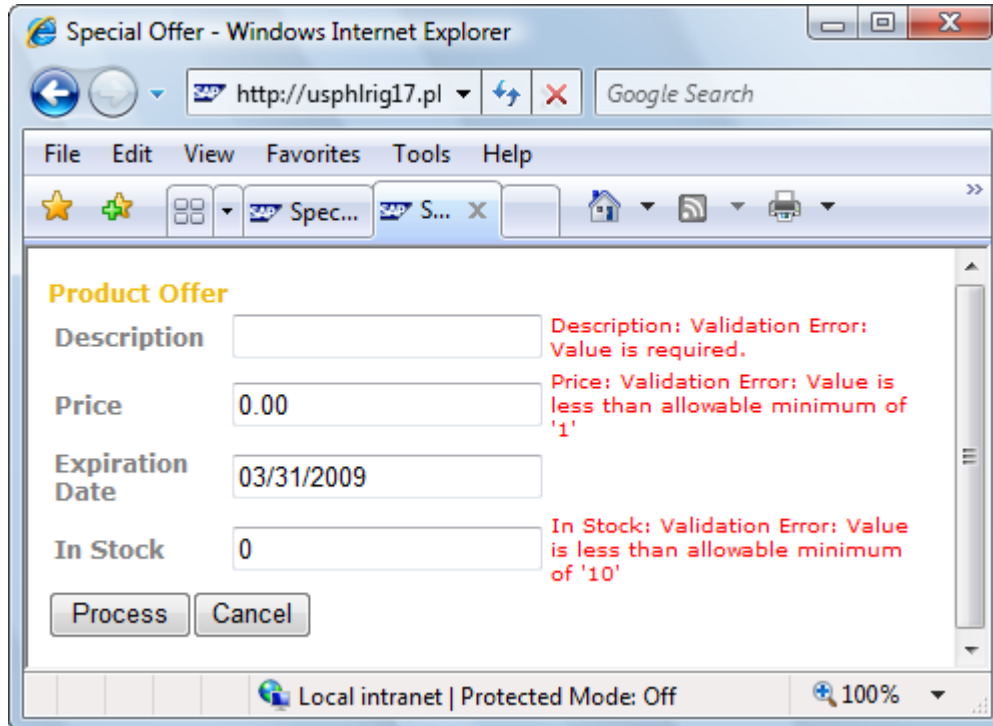 Special Offer - Windows Internet Explorer
SAP http://usphlrig17.pl
Google Search
File Edit View Favorites Tools Help
SAP Spec... SAP S... X
Product Offer
Description
Description: Validation Error:
Value is required.
Price
0.00
Price: Validation Error: Value is
less than allowable minimum of
'1'
Expiration
Date
03/31/2009
In Stock
0
In Stock: Validation Error: Value
is less than allowable minimum
of '10'
Process Cancel
Local intranet | Protected Mode: Off
100%